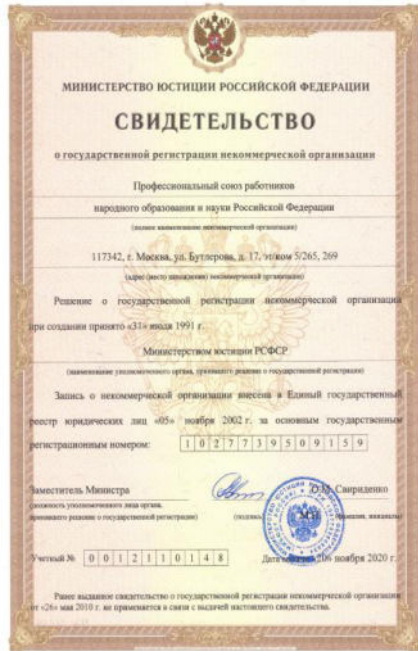 МИНИСТЕРСТВО ЮСТИЦИИ РОССИЙСКОЙ ФЕДЕРАЦИИ
СВИДЕТЕЛЬСТВО
о государственной регистрации некоммерческой организации
Профессиональный союз работников
народного образования и науки Российской Федерации
(полное наименование некоммерческой организации)
117342, г. Москва, ул. Бутлерова, д. 17, эт/ком 5/265, 269
(адрес (место нахождения) некоммерческой организации)
Решение о государственной регистрации некоммерческой организации
при создании принято «31» июля 1991 г.
Министерством юстиции РСФСР
(наименование уполномоченного органа, принявшего решение о государственной регистрации)
Запись о некоммерческой организации внесена в Единый государственный
реестр юридических лиц «05» ноября 2002 г. за основным государственным
регистрационным номером: 1027739509159
Заместитель Министра О.М. Свириденко
(должность уполномоченного лица органа,
принявшего решение о государственной регистрации) (подпись) М.П. (фамилия, инициалы)
Учетный № 0012110148 Дата выдачи ноября 2020 г.
Ранее выданное свидетельство о государственной регистрации некоммерческой организации
от «26» мая 2010 г. не применяется в связи с выдачей настоящего свидетельства.